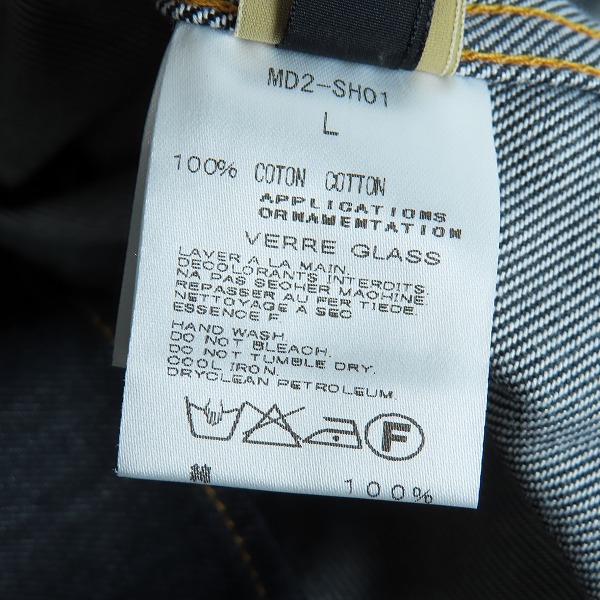 MD2-SH01
L
100% COTON COTTON
APPLICATIONS
ORNAMENTATION
VERRE GLASS
LAVER A LA MAIN.
DECOLORANTS INTERDITS.
NA PAS SECHER MACHINE
REPASSER AU FER TIEDE.
NETTOYAGE A SEC
ESSENCE F
HAND WASH.
DO NOT BLEACH.
DO NOT TUMBLE DRY.
COOL IRON.
DRYCLEAN PETROLEUM.
F
100%